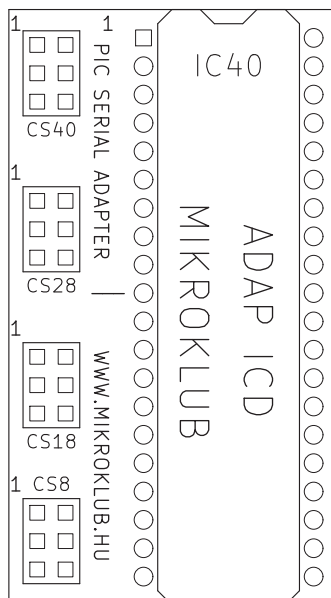 1
1
IC40
CS40
PIC SERIAL ADAPTER
1
CS28
ADAP ICD
MIKROKLUB
1
CS18
WWW.MIKROKLUB.HU
1
CS8